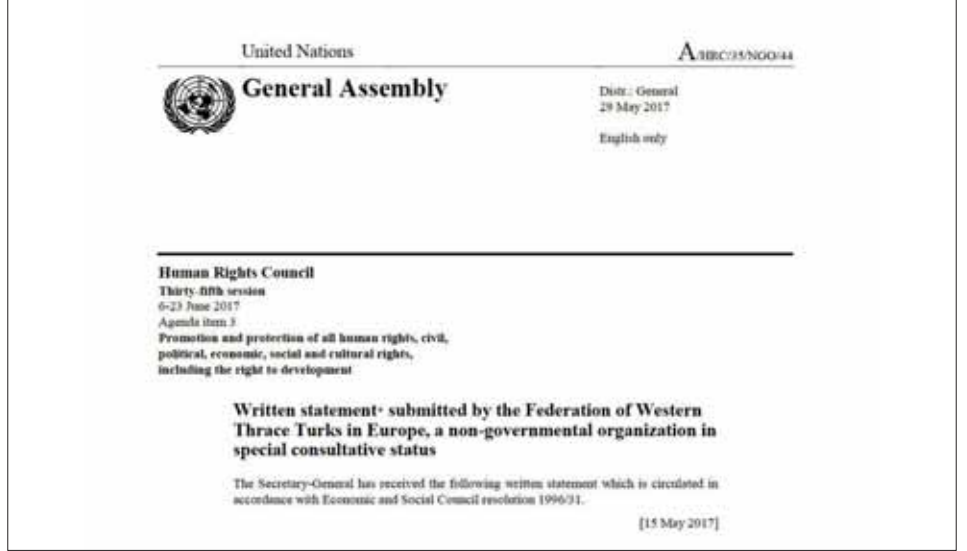 United Nations
A/HRC/35/NGO/44
General Assembly
Distr.: General
29 May 2017
English only
Human Rights Council
Thirty-fifth session
6-23 June 2017
Agenda item 3
Promotion and protection of all human rights, civil,
political, economic, social and cultural rights,
including the right to development
Written statement* submitted by the Federation of Western
Thrace Turks in Europe, a non-governmental organization in
special consultative status
The Secretary-General has received the following written statement which is circulated in
accordance with Economic and Social Council resolution 1996/31.
[15 May 2017]